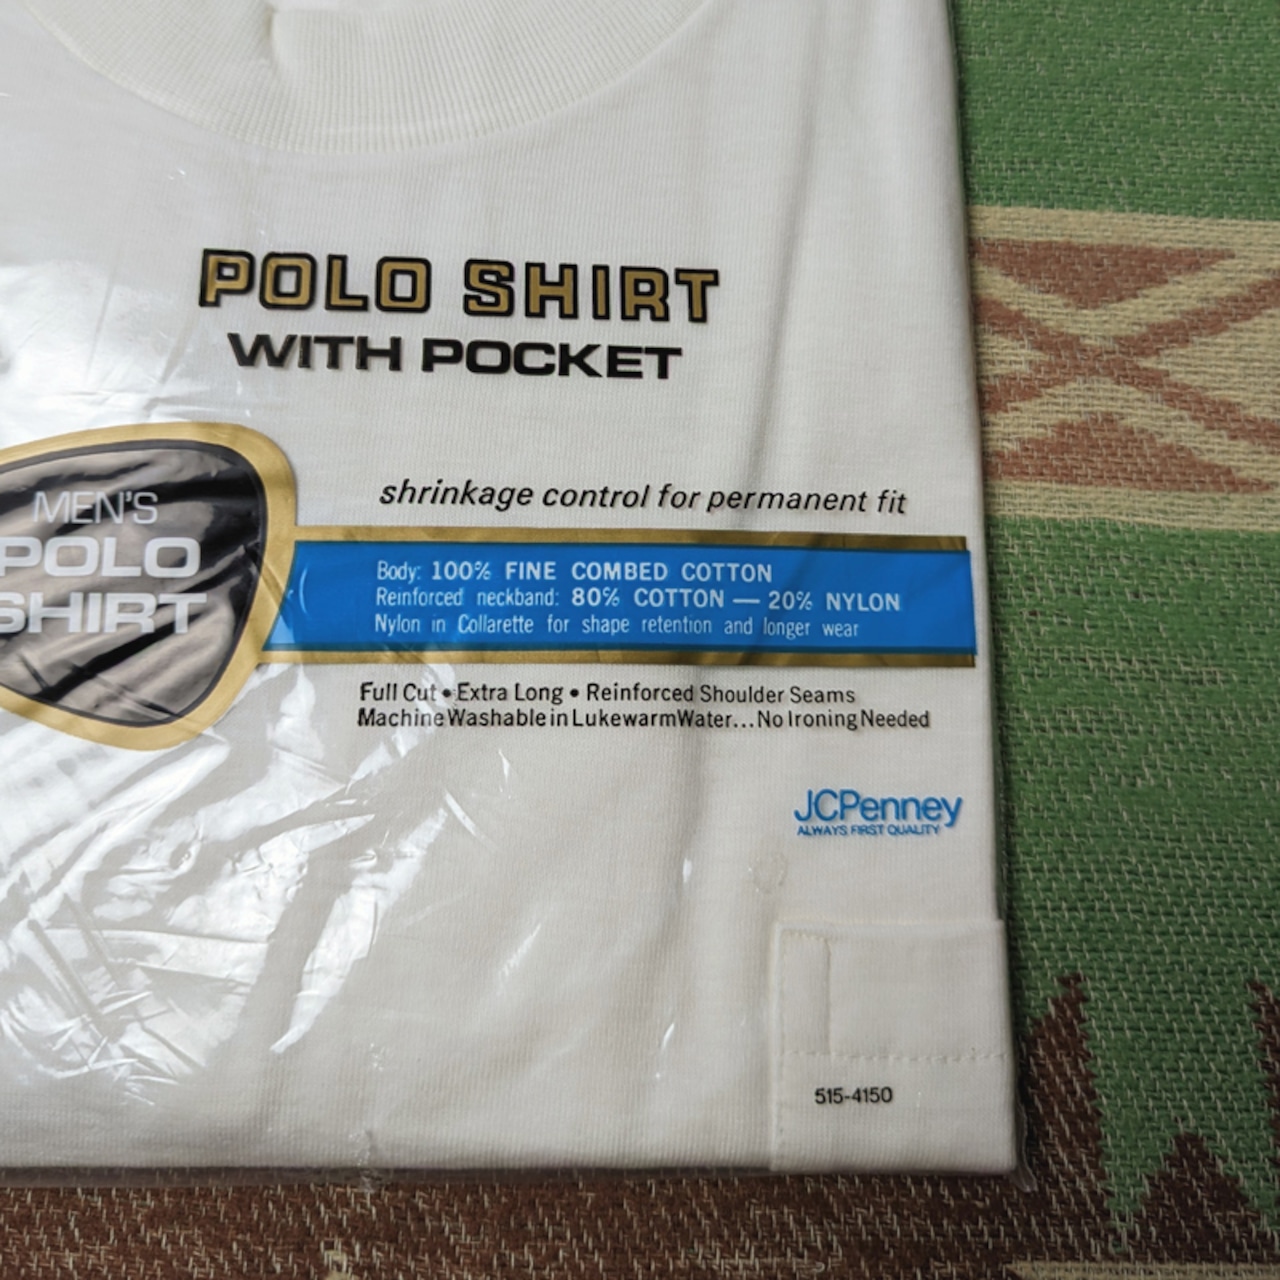 POLO SHIRT
WITH POCKET
shrinkage control for permanent fit
MEN'S
POLO
SHIRT
Body: 100% FINE COMBED COTTON
Reinforced neckband: 80% COTTON — 20% NYLON
Nylon in Collarette for shape retention and longer wear
Full Cut • Extra Long • Reinforced Shoulder Seams
Machine Washable in Lukewarm Water... No Ironing Needed
JCPenney
ALWAYS FIRST QUALITY
515-4150